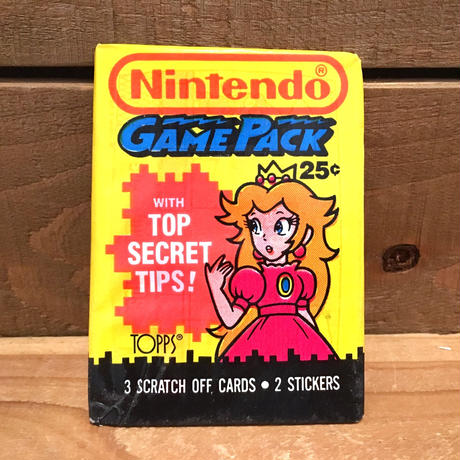 Nintendo®
GAME PACK
25¢
WITH
TOP
SECRET
TIPS!
TOPPS®
3 SCRATCH OFF CARDS • 2 STICKERS